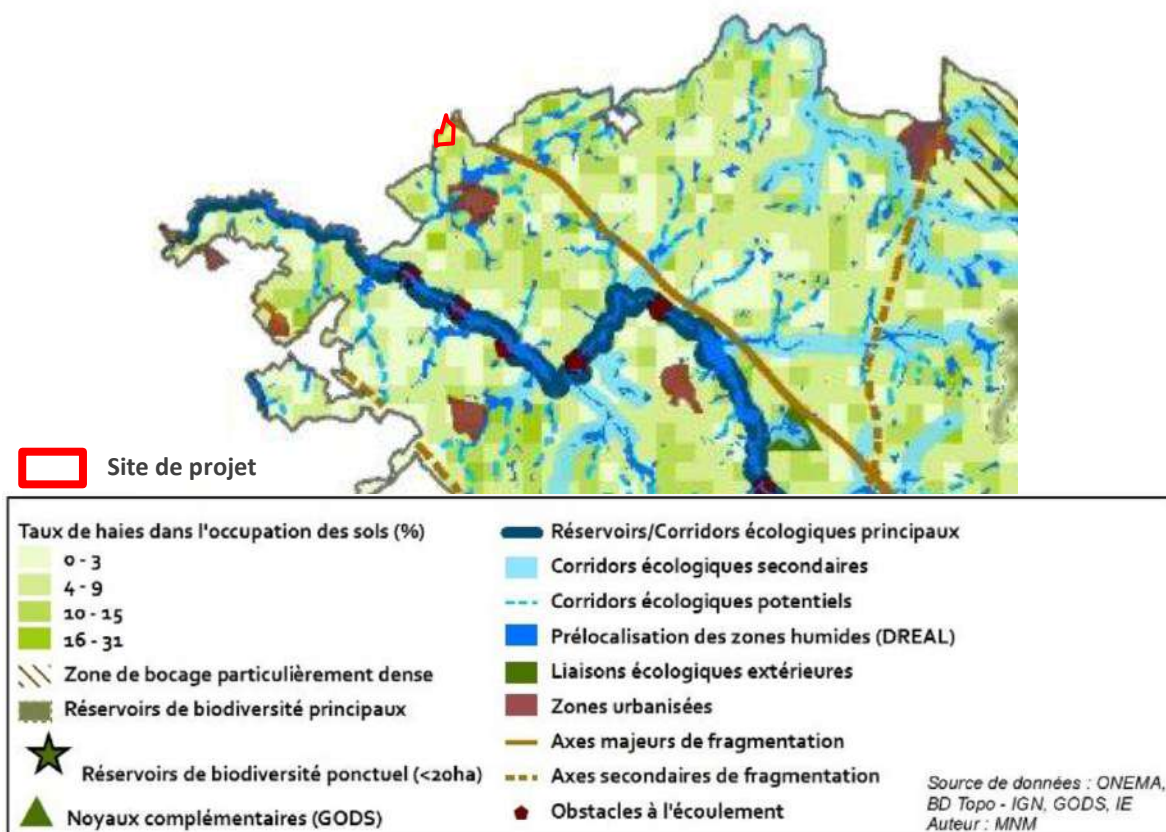 Site de projet
Taux de haies dans l'occupation des sols (%)
0 - 3
4 - 9
10 - 15
16 - 31
Zone de bocage particulièrement dense
Réservoirs de biodiversité principaux
Réservoirs de biodiversité ponctuel (<20ha)
Noyaux complémentaires (GODS)
Réservoirs/Corridors écologiques principaux
Corridors écologiques secondaires
Corridors écologiques potentiels
Prélocalisation des zones humides (DREAL)
Liaisons écologiques extérieures
Zones urbanisées
Axes majeurs de fragmentation
Axes secondaires de fragmentation
Obstacles à l'écoulement
Source de données : ONEMA,
BD Topo - IGN, GODS, IE
Auteur : MNM